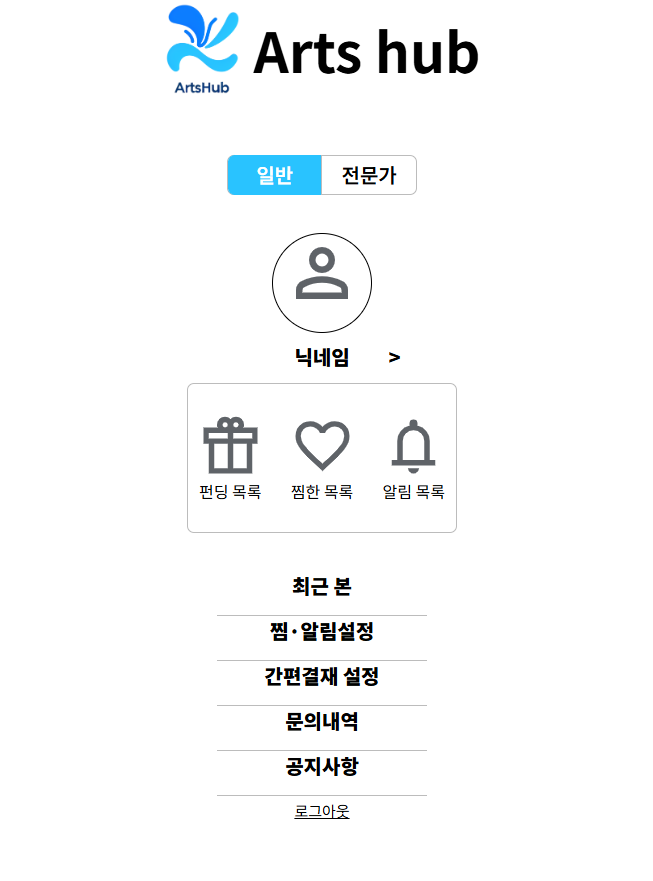 ArtsHub
Arts hub
일반 전문가
닉네임 >
펀딩 목록 찜한 목록 알림 목록
최근 본
찜·알림설정
간편결재 설정
문의내역
공지사항
로그아웃